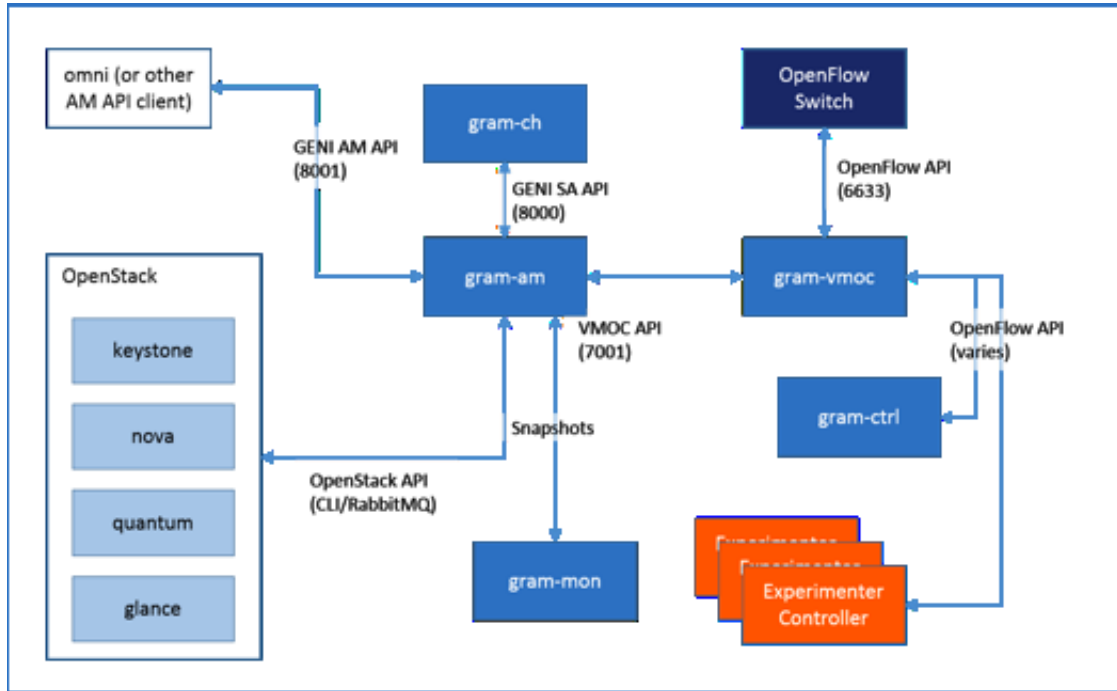 omni (or other
AM API client)
gram-ch
OpenFlow
Switch
GENI AM API
(8001)
GENI SA API
(8000)
OpenFlow API
(6633)
OpenStack
gram-am
gram-vmoc
VMOC API
(7001)
OpenFlow API
(varies)
keystone
nova
quantum
glance
Snapshots
gram-ctrl
OpenStack API
(CLI/RabbitMQ)
gram-mon
Experimenter
Experimenter
Experimenter
Controller